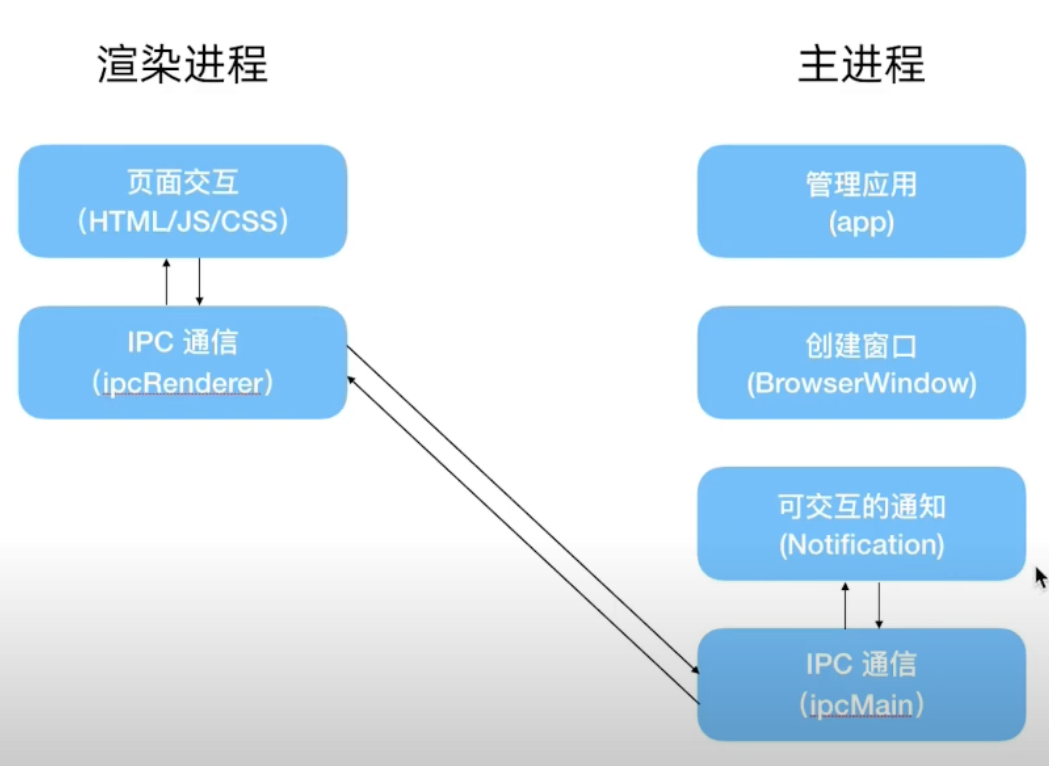 渲染进程
主进程
页面交互
（HTML/JS/CSS）
IPC 通信
（ipcRenderer）
管理应用
(app)
创建窗口
(BrowserWindow)
可交互的通知
(Notification)
IPC 通信
（ipcMain）